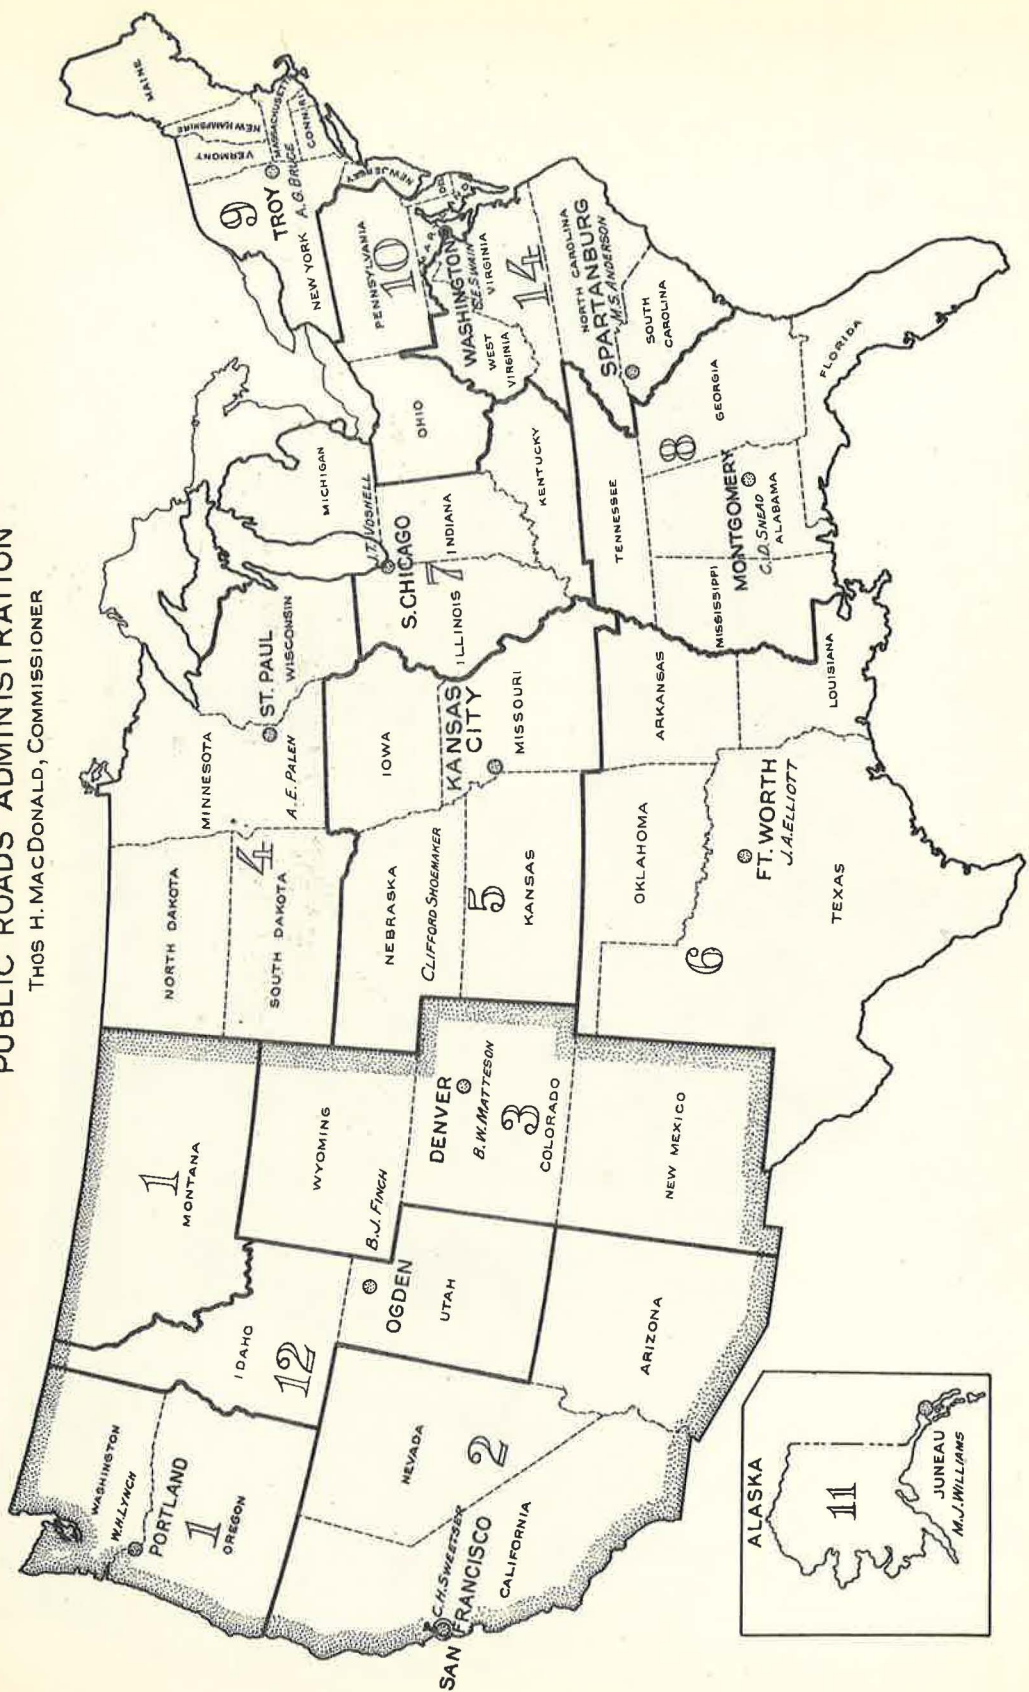 PUBLIC ROADS ADMINISTRATION
THOS H. MACDONALD, COMMISSIONER
WASHINGTON
W.H. LYNCH
PORTLAND
1
OREGON
1
MONTANA
IDAHO
12
OGDEN
B.J. FINCH
UTAH
WYOMING
NEVADA
2
C.H. SWEETSER
SAN FRANCISCO
CALIFORNIA
ARIZONA
DENVER
B.W. MATTESON
3
COLORADO
NEW MEXICO
NORTH DAKOTA
SOUTH DAKOTA
4
MINNESOTA
ST. PAUL
A.E. PALEN
WISCONSIN
NEBRASKA
CLIFFORD SHOEMAKER
5
KANSAS
IOWA
KANSAS
CITY
MISSOURI
OKLAHOMA
6
FT. WORTH
J.A. ELLIOTT
TEXAS
ARKANSAS
LOUISIANA
MICHIGAN
J.T. VOSHELL
S. CHICAGO
7
ILLINOIS
INDIANA
OHIO
KENTUCKY
TENNESSEE
MISSISSIPPI
MONTGOMERY
C.D. SNEAD
ALABAMA
8
GEORGIA
FLORIDA
MAINE
NEW HAMPSHIRE
VERMONT
MASSACHUSETTS
CONN.
R.I.
9
TROY
NEW YORK
A.G. BRUCE
NEW JERSEY
PENNSYLVANIA
10
WASHINGTON
VIRGINIA
WEST
VIRGINIA
14
NORTH CAROLINA
SPARTANBURG
M.S. ANDERSON
SOUTH
CAROLINA
ALASKA
11
JUNEAU
M.J. WILLIAMS